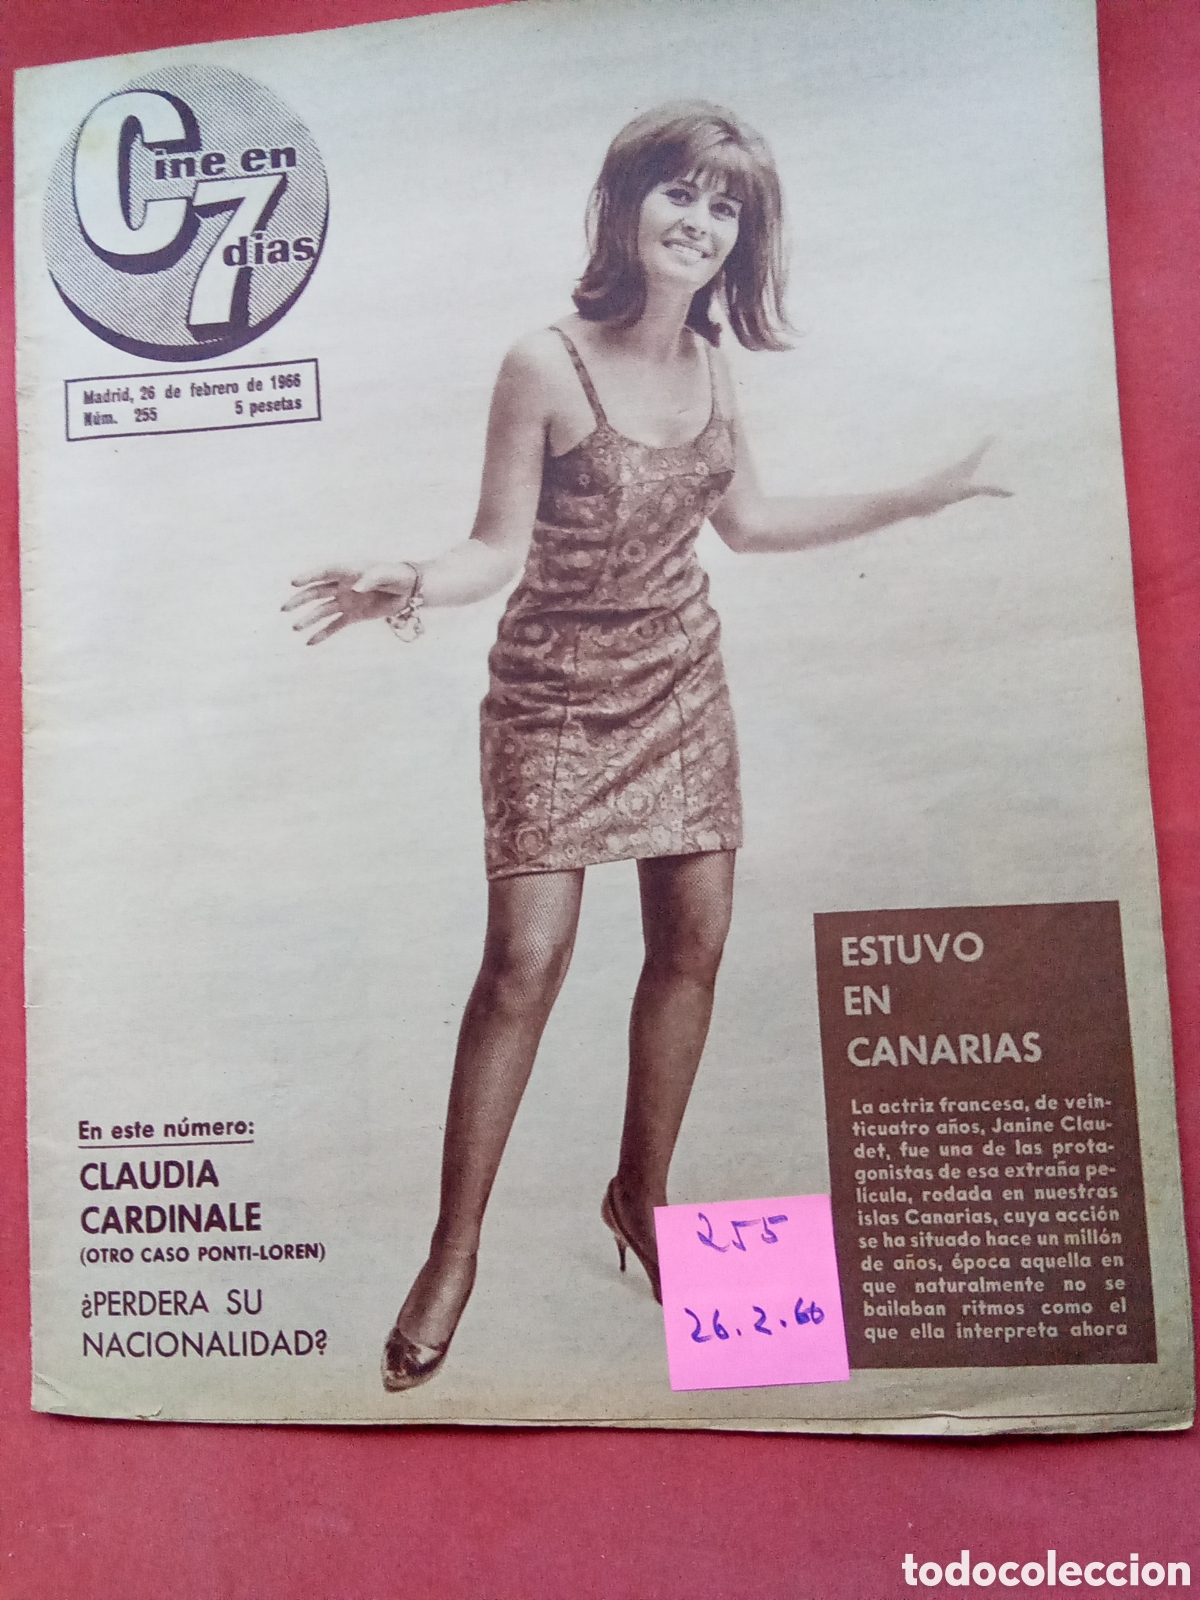 Cine en
7 días
Madrid, 26 de febrero de 1966
Núm. 255 5 pesetas
En este número:
CLAUDIA
CARDINALE
(OTRO CASO PONTI-LOREN)
¿PERDERA SU
NACIONALIDAD?
ESTUVO
EN
CANARIAS
La actriz francesa, de vein-
ticuatro años, Janine Clau-
det, fue una de las prota-
gonistas de esa extraña pe-
lícula, rodada en nuestras
islas Canarias, cuya acción
se ha situado hace un millón
de años, época aquella en
que naturalmente no se
bailaban ritmos como el
que ella interpreta ahora
255
26.2.66
todocoleccion